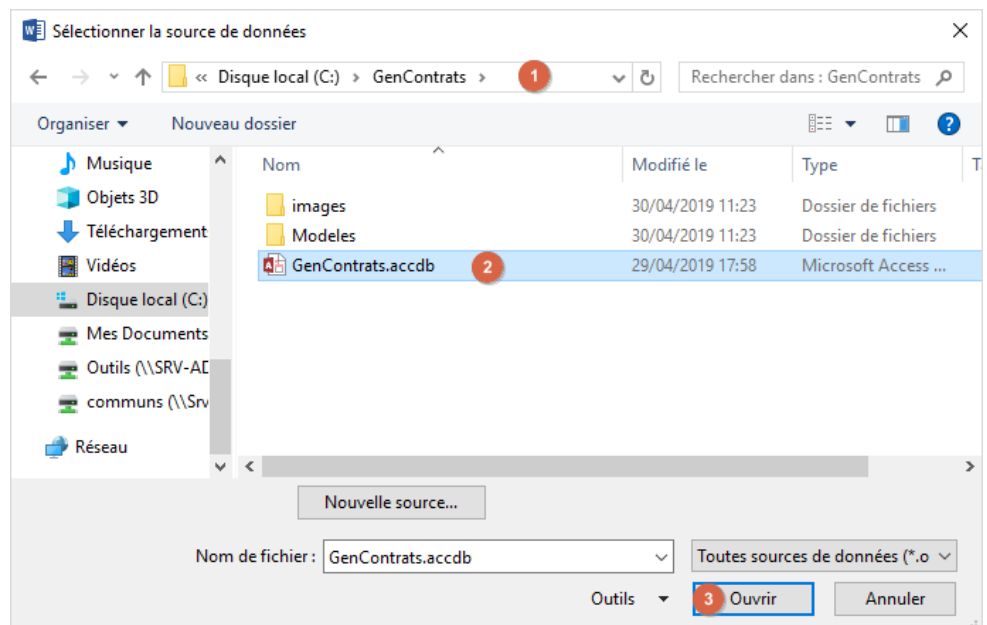 Sélectionner la source de données
« Disque local (C:) › GenContrats › 1
Rechercher dans : GenContrats
Organiser Nouveau dossier
Nom Modifié le Type T
Musique
Objets 3D
Téléchargement
Vidéos
Disque local (C:)
Mes Documents
Outils (\\SRV-AD
communs (\\Srv
Réseau
images 30/04/2019 11:23 Dossier de fichiers
Modeles 30/04/2019 11:23 Dossier de fichiers
GenContrats.accdb 2 29/04/2019 17:58 Microsoft Access ...
Nouvelle source...
Nom de fichier : GenContrats.accdb Toutes sources de données (*.o
Outils 3 Ouvrir Annuler